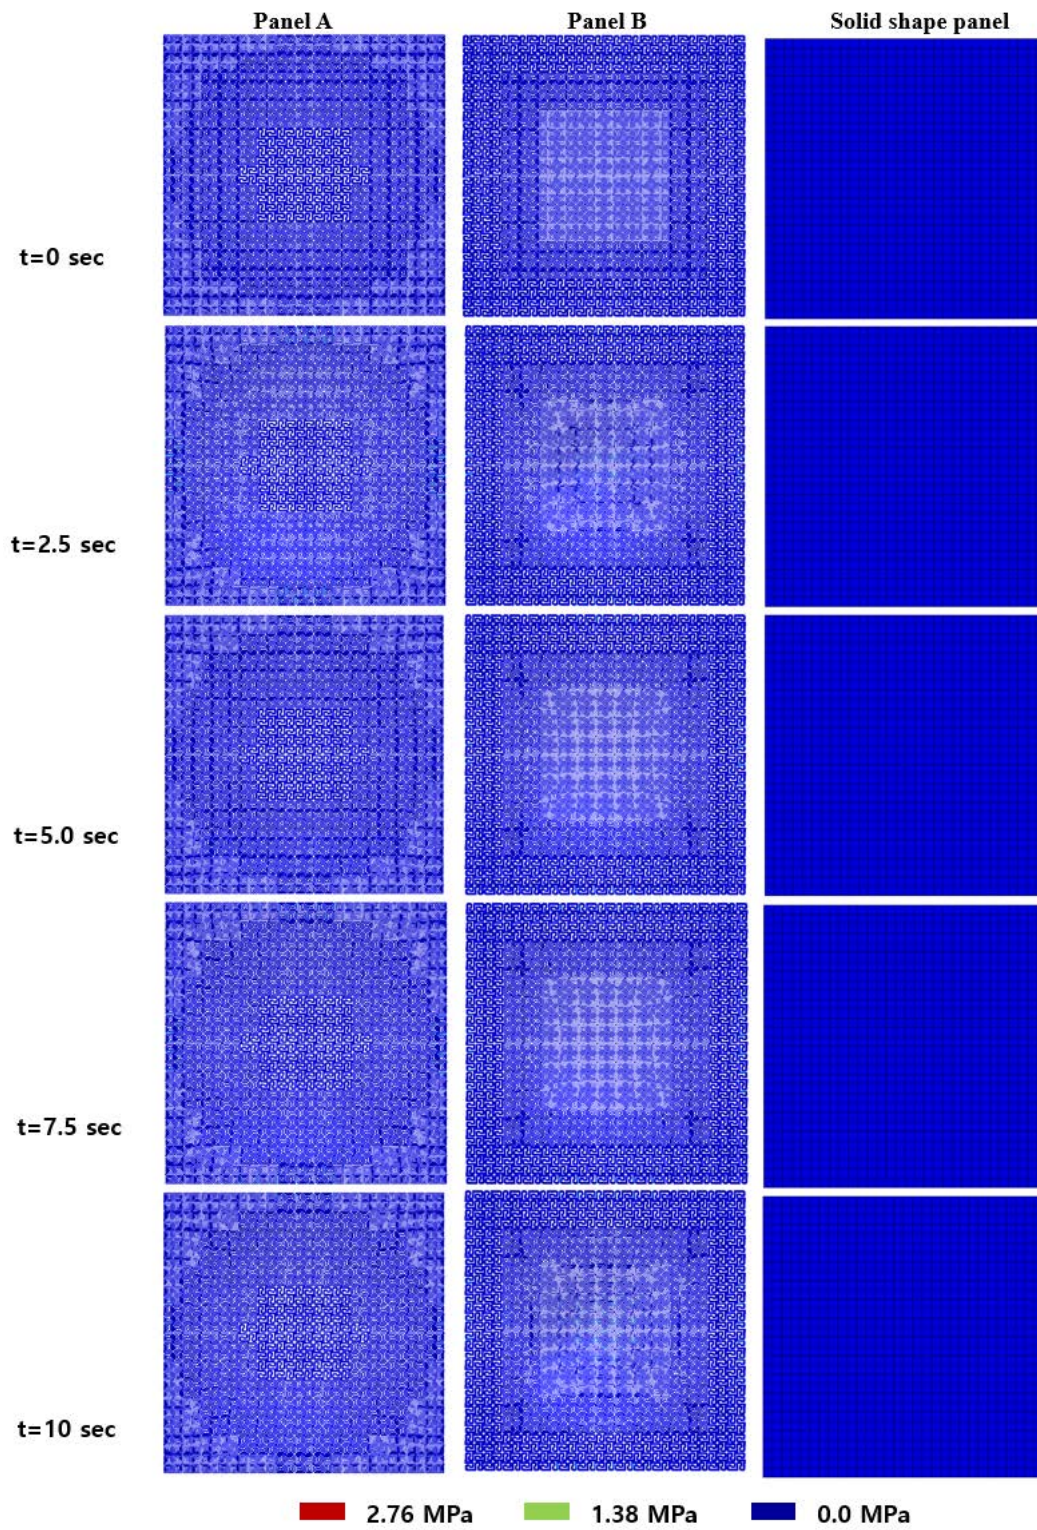 Panel A Panel B Solid shape panel
t=0 sec
t=2.5 sec
t=5.0 sec
t=7.5 sec
t=10 sec
2.76 MPa 1.38 MPa 0.0 MPa